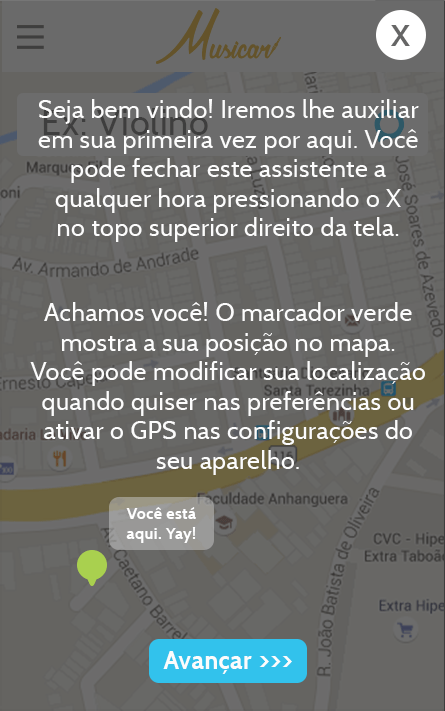 Musicar
X
Ex: Violino
Seja bem vindo! Iremos lhe auxiliar
em sua primeira vez por aqui. Você
pode fechar este assistente a
qualquer hora pressionando o X
no topo superior direito da tela.
José Soares de Azevedo
Av. Armando de Andrade
Achamos você! O marcador verde
mostra a sua posição no mapa.
Você pode modificar sua localização
quando quiser nas preferências ou
ativar o GPS nas configurações do
seu aparelho.
Ernesto Cape
Santa Terezinha
116
Faculdade Anhanguera
Você está
aqui. Yay!
Caetano Barrel
R. João Batista de Oliveira
CVC - Hipe
Extra Taboão
Extra Hipe
Avançar >>>